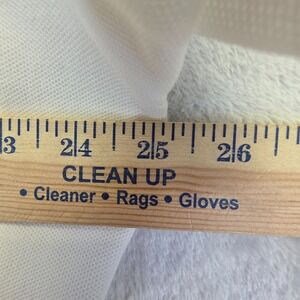 3 24 25 26
CLEAN UP
• Cleaner • Rags • Gloves